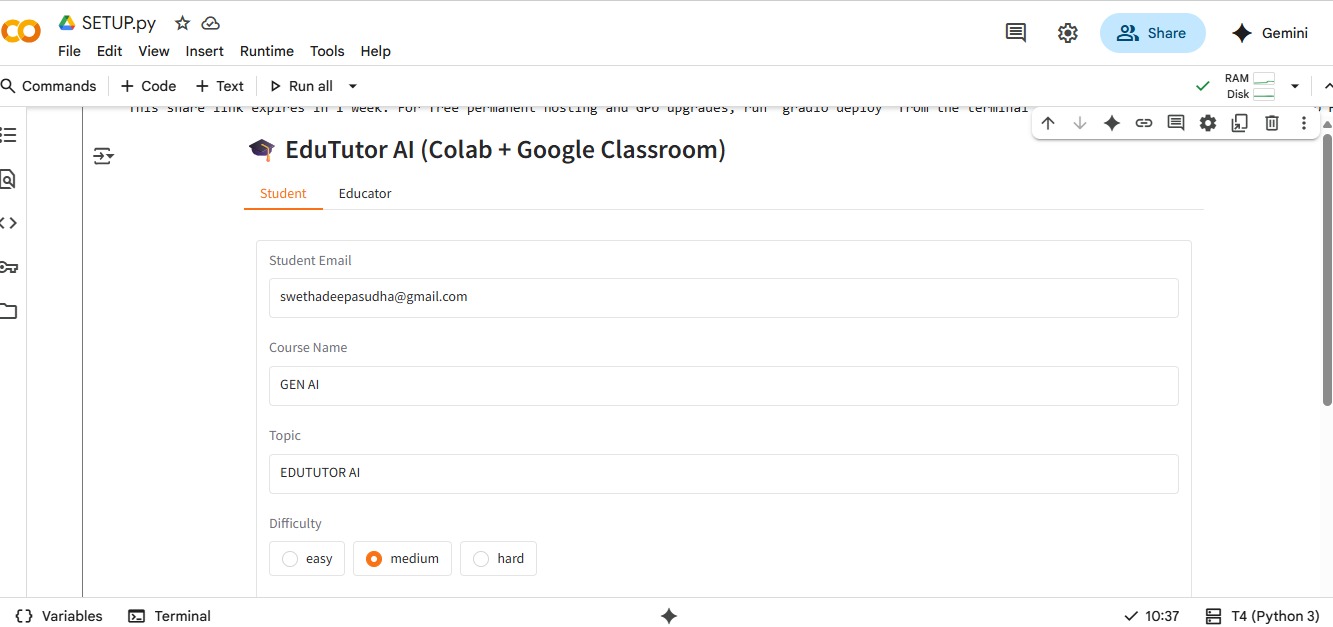 CO SETUP.py
File Edit View Insert Runtime Tools Help
Share
Gemini
Commands + Code + Text Run all
RAM
Disk
This share link expires in 1 week. For free permanent hosting and GPU upgrades, run `gradio deploy` from the terminal
EduTutor AI (Colab + Google Classroom)
Student Educator
Student Email
swethadeepasudha@gmail.com
Course Name
GEN AI
Topic
EDUTUTOR AI
Difficulty
easy medium hard
{} Variables Terminal 10:37 T4 (Python 3)